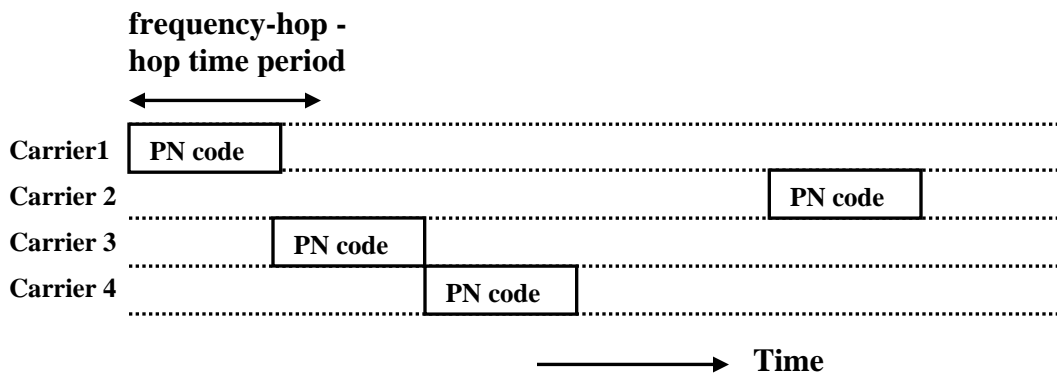 frequency-hop -
hop time period
Carrier1 PN code
Carrier 2 PN code
Carrier 3 PN code
Carrier 4 PN code
Time